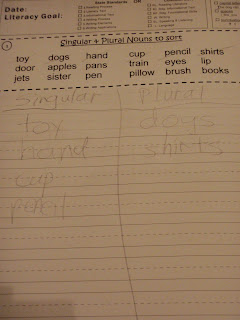 Date:
Literacy Goal:
Singular & Plural Nouns to sort
toy dogs hand cup pencil shirts
door apples pans train eyes lip
jets sister pen pillow brush books
Singular Plural
toy dogs
hand shirts
cup
pencil